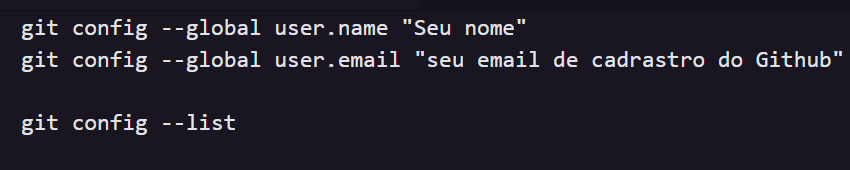 git config --global user.name "Seu nome"
git config --global user.email "seu email de cadrastro do Github"
git config --list